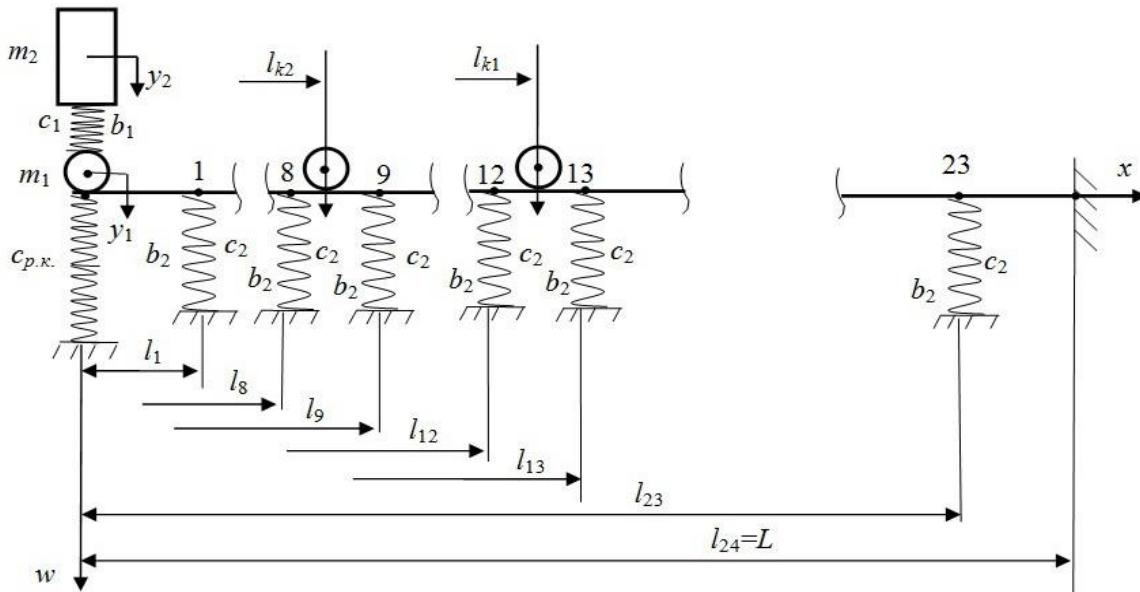 m₂
y₂
lₖ₂
lₖ₁
c₁ b₁
m₁
1
8
9
12
13
23
x
y₁
c_{р.к.}
b₂ c₂
b₂ c₂
b₂ c₂
b₂ c₂
b₂ c₂
b₂ c₂
l₁
l₈
l₉
l₁₂
l₁₃
l₂₃
l₂₄=L
w